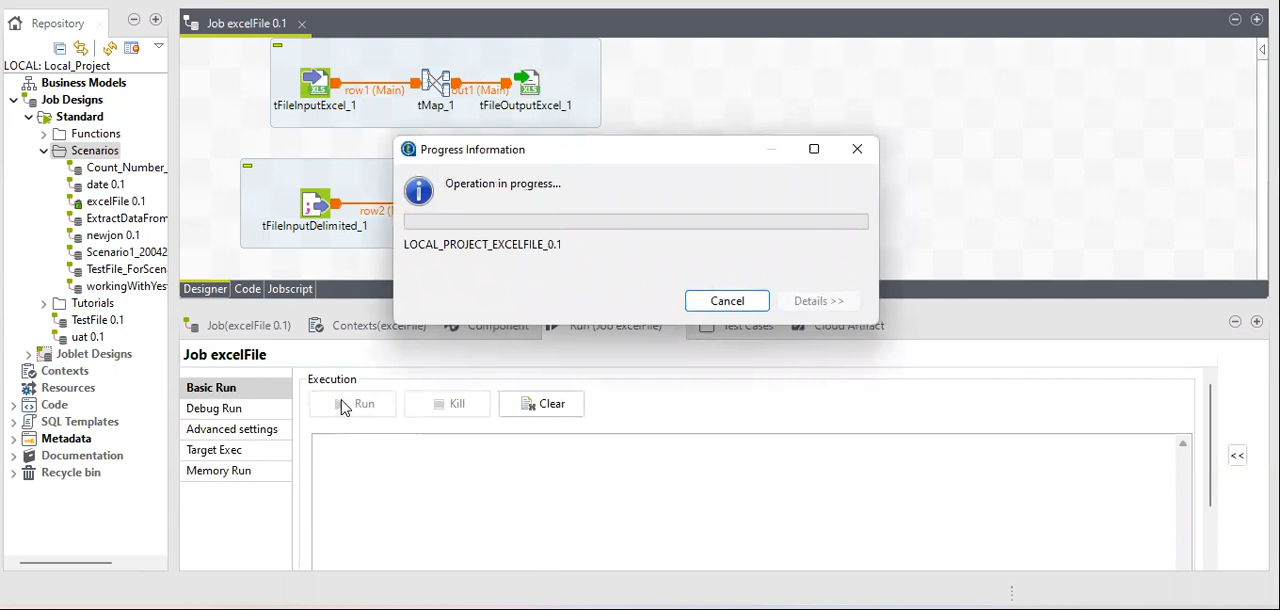 Repository
LOCAL: Local_Project
Business Models
Job Designs
Standard
Functions
Scenarios
Count_Number_
date 0.1
excelFile 0.1
ExtractDataFrom
newjon 0.1
Scenario1_20042
TestFile_ForScena
workingWithYes
Tutorials
TestFile 0.1
uat 0.1
Joblet Designs
Contexts
Resources
Code
SQL Templates
Metadata
Documentation
Recycle bin
Job excelFile 0.1
XLS
XLS
row1 (Main)
out1 (Main)
tFileInputExcel_1
tMap_1
tFileOutputExcel_1
row2 (
tFileInputDelimited_1
Progress Information
Operation in progress...
LOCAL_PROJECT_EXCELFILE_0.1
Cancel
Details >>
Designer
Code
Jobscript
Job(excelFile 0.1)
Contexts(excelFile)
Component
Run (Job excelFile)
Test Cases
Cloud Artifact
Job excelFile
Basic Run
Debug Run
Advanced settings
Target Exec
Memory Run
Execution
Run
Kill
Clear
<<